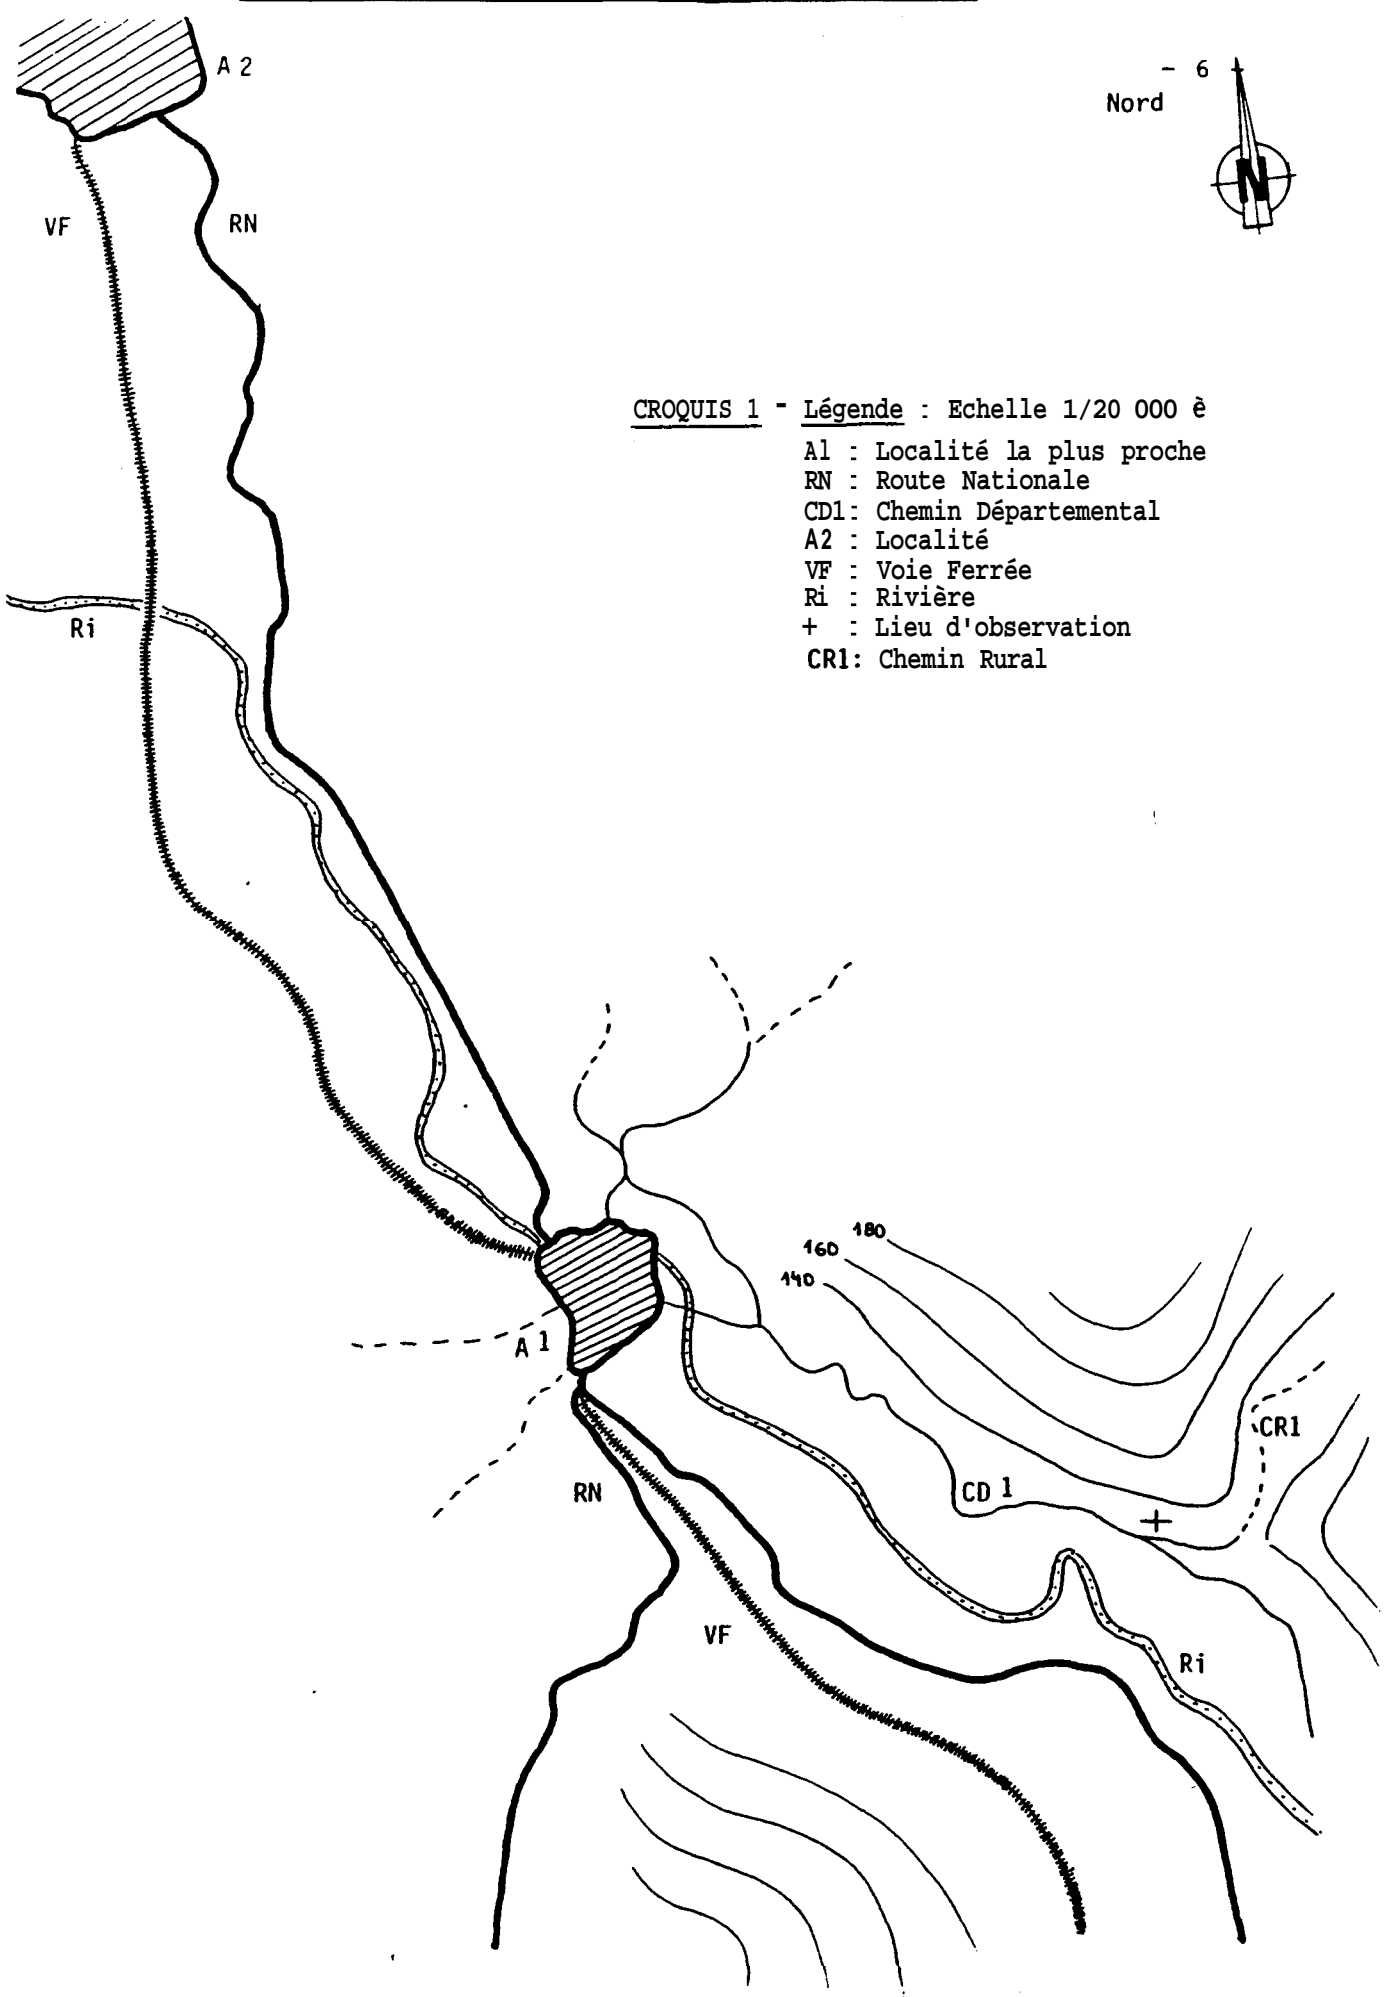 A 2
- 6
Nord
N
VF
RN
CROQUIS 1 - Légende : Echelle 1/20 000 è
A1 : Localité la plus proche
RN : Route Nationale
CD1: Chemin Départemental
A2 : Localité
VF : Voie Ferrée
Ri : Rivière
+ : Lieu d'observation
CR1: Chemin Rural
Ri
180
160
140
A 1
CR1
RN
CD 1
VF
Ri